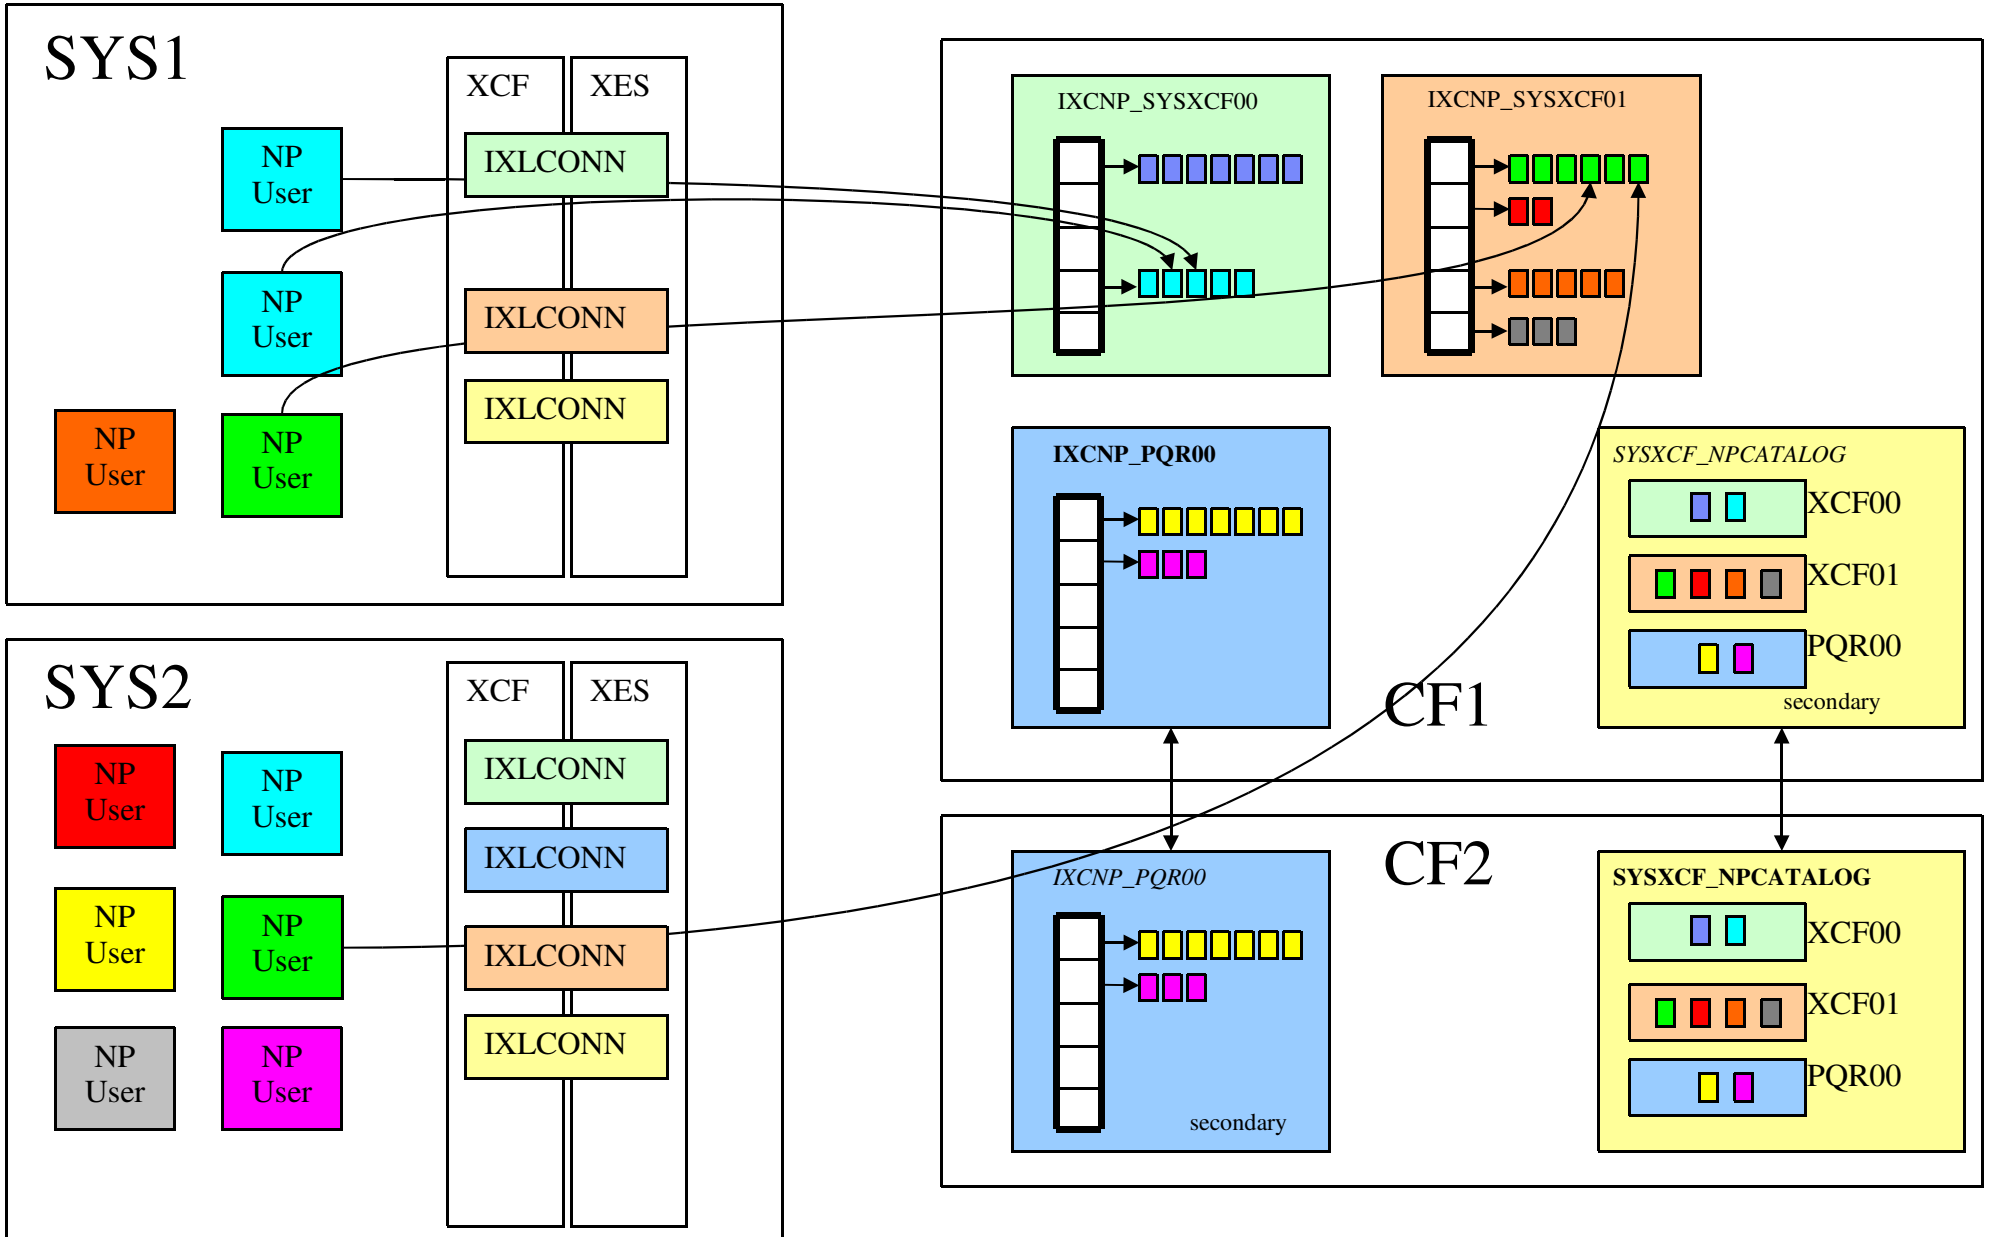 SYS1
XCF
XES
NP
User
IXLCONN
NP
User
IXLCONN
IXLCONN
NP
User
NP
User
SYS2
XCF
XES
NP
User
NP
User
IXLCONN
IXLCONN
NP
User
NP
User
IXLCONN
NP
User
NP
User
IXLCONN
IXCNP_SYSXCF00
IXCNP_SYSXCF01
IXCNP_PQR00
SYSXCF_NPCATALOG
XCF00
XCF01
PQR00
secondary
CF1
CF2
IXCNP_PQR00
secondary
SYSXCF_NPCATALOG
XCF00
XCF01
PQR00